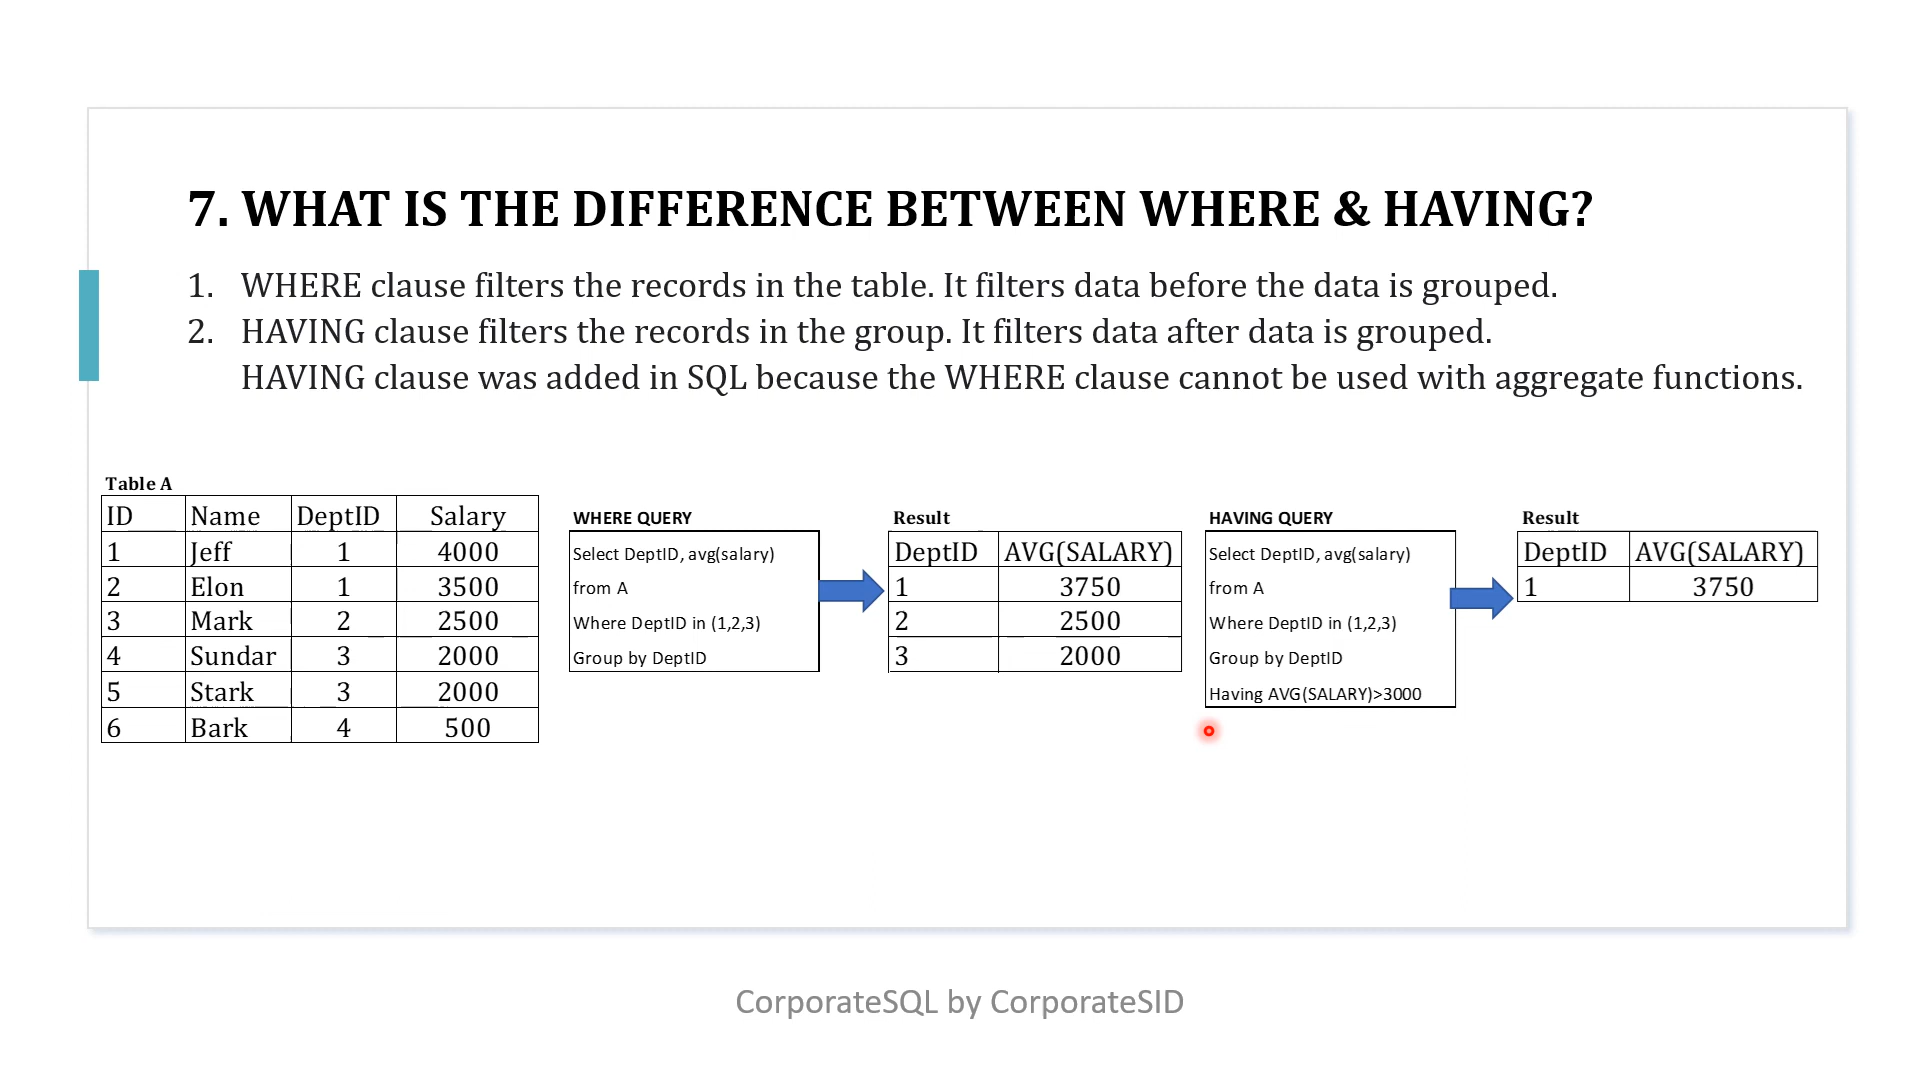 7. WHAT IS THE DIFFERENCE BETWEEN WHERE & HAVING?
1. WHERE clause filters the records in the table. It filters data before the data is grouped.
2. HAVING clause filters the records in the group. It filters data after data is grouped.
HAVING clause was added in SQL because the WHERE clause cannot be used with aggregate functions.
Table A
ID Name DeptID Salary
1 Jeff 1 4000
2 Elon 1 3500
3 Mark 2 2500
4 Sundar 3 2000
5 Stark 3 2000
6 Bark 4 500
WHERE QUERY
Select DeptID, avg(salary)
from A
Where DeptID in (1,2,3)
Group by DeptID
Result
DeptID AVG(SALARY)
1 3750
2 2500
3 2000
HAVING QUERY
Select DeptID, avg(salary)
from A
Where DeptID in (1,2,3)
Group by DeptID
Having AVG(SALARY)>3000
Result
DeptID AVG(SALARY)
1 3750
CorporateSQL by CorporateSID